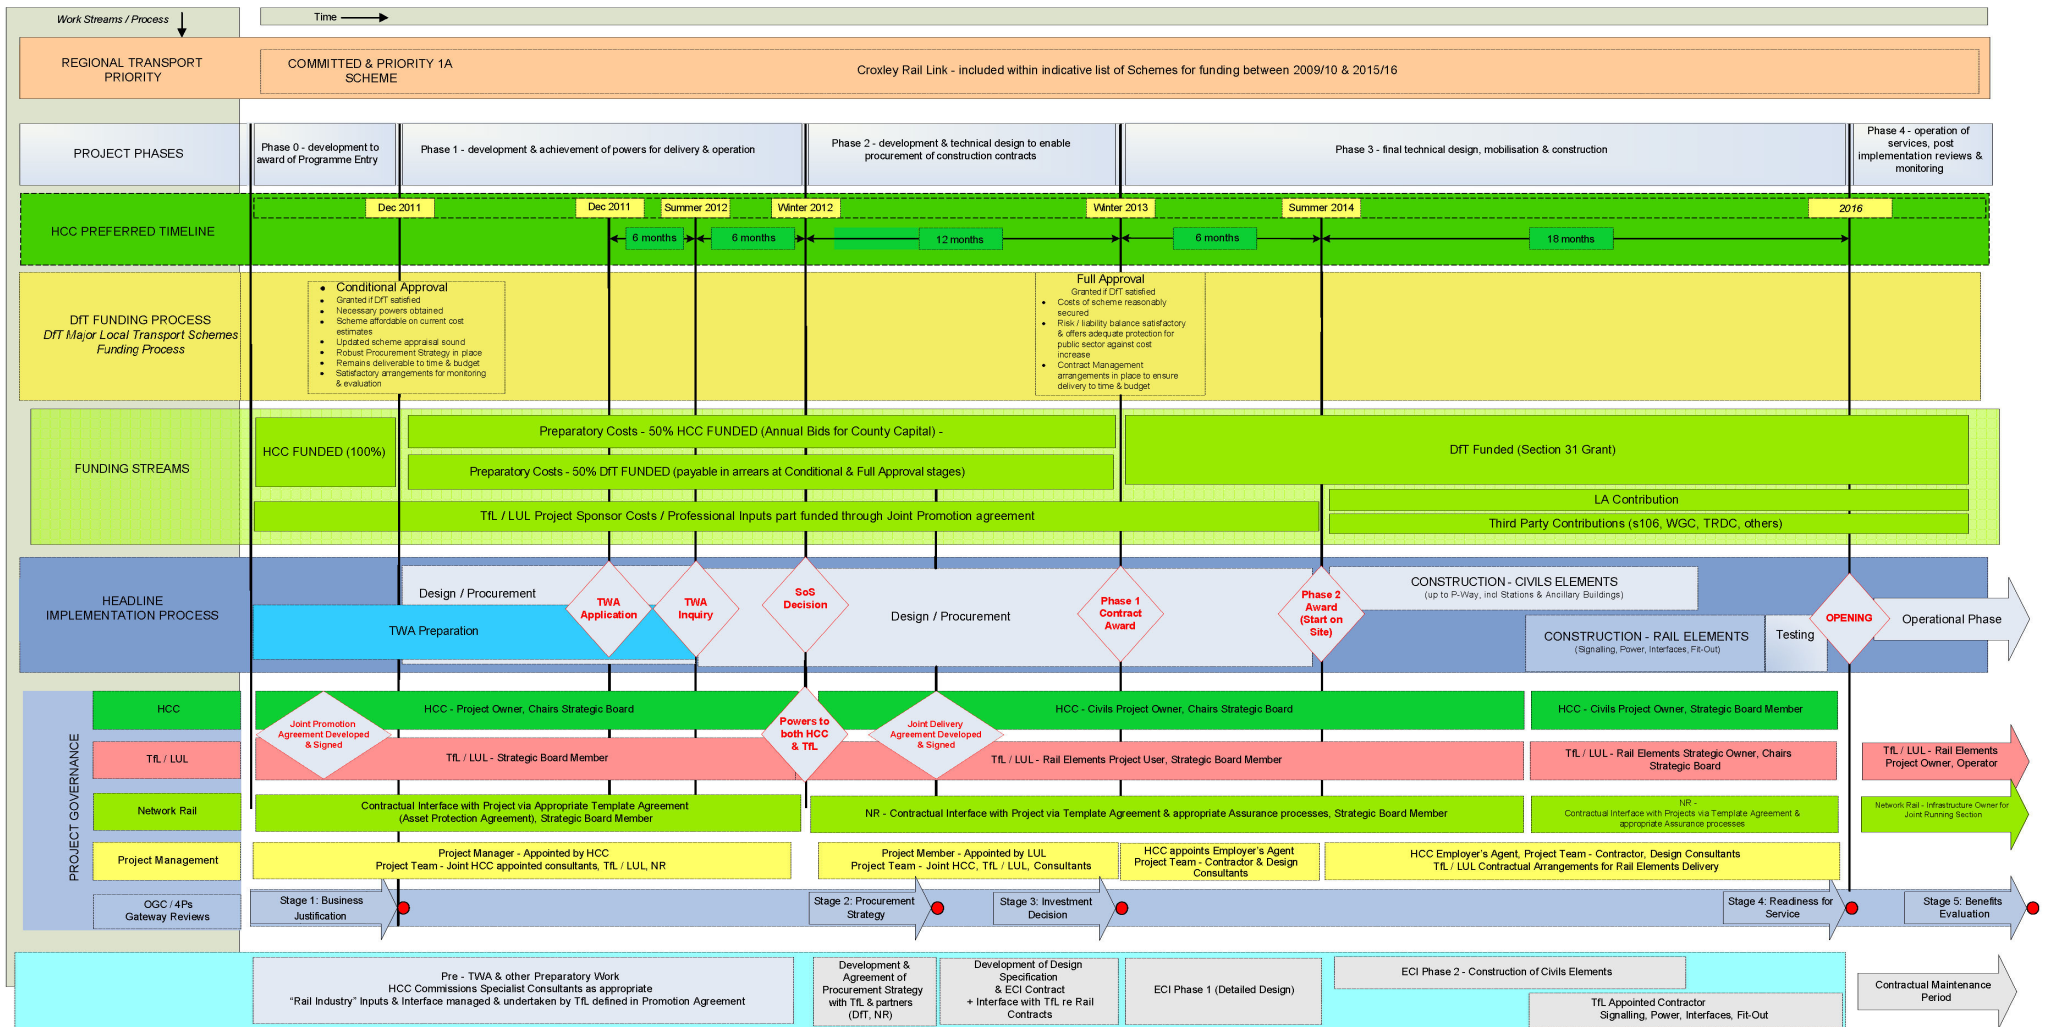 Work Streams / Process
Time
REGIONAL TRANSPORT
PRIORITY
COMMITTED & PRIORITY 1A
SCHEME
Croxley Rail Link - included within indicative list of Schemes for funding between 2009/10 & 2015/16
PROJECT PHASES
Phase 0 - development to
award of Programme Entry
Phase 1 - development & achievement of powers for delivery & operation
Phase 2 - development & technical design to enable
procurement of construction contracts
Phase 3 - final technical design, mobilisation & construction
Phase 4 - operation of
services, post
implementation reviews &
monitoring
HCC PREFERRED TIMELINE
Dec 2011
Dec 2011
Summer 2012
Winter 2012
Winter 2013
Summer 2014
2016
6 months
6 months
12 months
6 months
18 months
DfT FUNDING PROCESS
DfT Major Local Transport Schemes
Funding Process
• Conditional Approval
• Granted if DfT satisfied
• Necessary powers obtained
• Scheme affordable on current cost
estimates
• Updated scheme appraisal sound
• Robust Procurement Strategy in place
• Remains deliverable to time & budget
• Satisfactory arrangements for monitoring
& evaluation
Full Approval
Granted if DfT satisfied
• Costs of scheme reasonably
secured
• Risk / liability balance satisfactory
& offers adequate protection for
public sector against cost
increase
• Contract Management
arrangements in place to ensure
delivery to time & budget
FUNDING STREAMS
HCC FUNDED (100%)
Preparatory Costs - 50% HCC FUNDED (Annual Bids for County Capital) -
Preparatory Costs - 50% DfT FUNDED (payable in arrears at Conditional & Full Approval stages)
DfT Funded (Section 31 Grant)
TfL / LUL Project Sponsor Costs / Professional Inputs part funded through Joint Promotion agreement
LA Contribution
Third Party Contributions (s106, WGC, TRDC, others)
HEADLINE
IMPLEMENTATION PROCESS
Design / Procurement
TWA Preparation
TWA
Application
TWA
Inquiry
SoS
Decision
Design / Procurement
Phase 1
Contract
Award
Phase 2
Award
(Start on
Site)
CONSTRUCTION - CIVILS ELEMENTS
(up to P-Way, incl Stations & Ancillary Buildings)
CONSTRUCTION - RAIL ELEMENTS
(Signalling, Power, Interfaces, Fit-Out)
Testing
OPENING
Operational Phase
PROJECT GOVERNANCE
HCC
HCC - Project Owner, Chairs Strategic Board
HCC - Civils Project Owner, Chairs Strategic Board
HCC - Civils Project Owner, Strategic Board Member
Joint Promotion
Agreement Developed
& Signed
Powers to
both HCC
& TfL
Joint Delivery
Agreement Developed
& Signed
TfL / LUL
TfL / LUL - Strategic Board Member
TfL / LUL - Rail Elements Project User, Strategic Board Member
TfL / LUL - Rail Elements Strategic Owner, Chairs
Strategic Board
TfL / LUL - Rail Elements
Project Owner, Operator
Network Rail
Contractual Interface with Project via Appropriate Template Agreement
(Asset Protection Agreement), Strategic Board Member
NR - Contractual Interface with Project via Template Agreement & appropriate Assurance processes, Strategic Board Member
NR -
Contractual Interface with Projects via Template Agreement &
appropriate Assurance processes
Network Rail - Infrastructure Owner for
Joint Running Section
Project Management
Project Manager - Appointed by HCC
Project Team - Joint HCC appointed consultants, TfL / LUL, NR
Project Member - Appointed by LUL
Project Team - Joint HCC, TfL / LUL, Consultants
HCC appoints Employer's Agent
Project Team - Contractor & Design
Consultants
HCC Employer's Agent, Project Team - Contractor, Design Consultants
TfL / LUL Contractual Arrangements for Rail Elements Delivery
OGC / 4Ps
Gateway Reviews
Stage 1: Business
Justification
Stage 2: Procurement
Strategy
Stage 3: Investment
Decision
Stage 4: Readiness for
Service
Stage 5: Benefits
Evaluation
Pre - TWA & other Preparatory Work
HCC Commissions Specialist Consultants as appropriate
"Rail Industry" Inputs & Interface managed & undertaken by TfL defined in Promotion Agreement
Development &
Agreement of
Procurement Strategy
with TfL & partners
(DfT, NR)
Development of Design
Specification
& ECI Contract
+ Interface with TfL re Rail
Contracts
ECI Phase 1 (Detailed Design)
ECI Phase 2 - Construction of Civils Elements
TfL Appointed Contractor
Signalling, Power, Interfaces, Fit-Out
Contractual Maintenance
Period